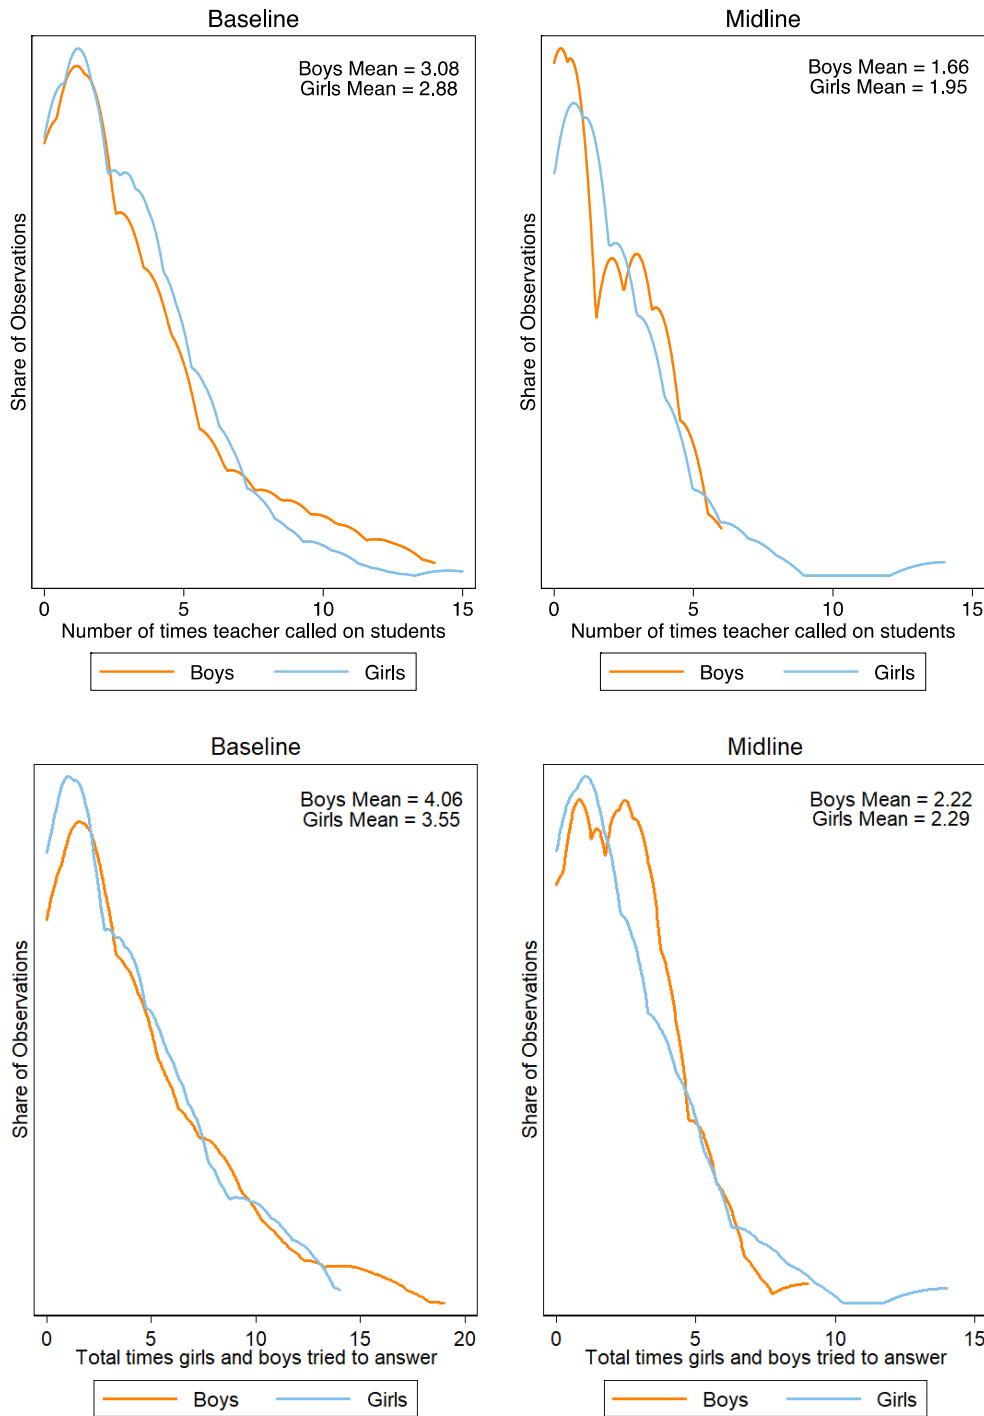 Baseline
Boys Mean = 3.08
Girls Mean = 2.88
Share of Observations
0 5 10 15
Number of times teacher called on students
Boys Girls
Midline
Boys Mean = 1.66
Girls Mean = 1.95
Share of Observations
0 5 10 15
Number of times teacher called on students
Boys Girls
Baseline
Boys Mean = 4.06
Girls Mean = 3.55
Share of Observations
0 5 10 15 20
Total times girls and boys tried to answer
Boys Girls
Midline
Boys Mean = 2.22
Girls Mean = 2.29
Share of Observations
0 5 10 15
Total times girls and boys tried to answer
Boys Girls